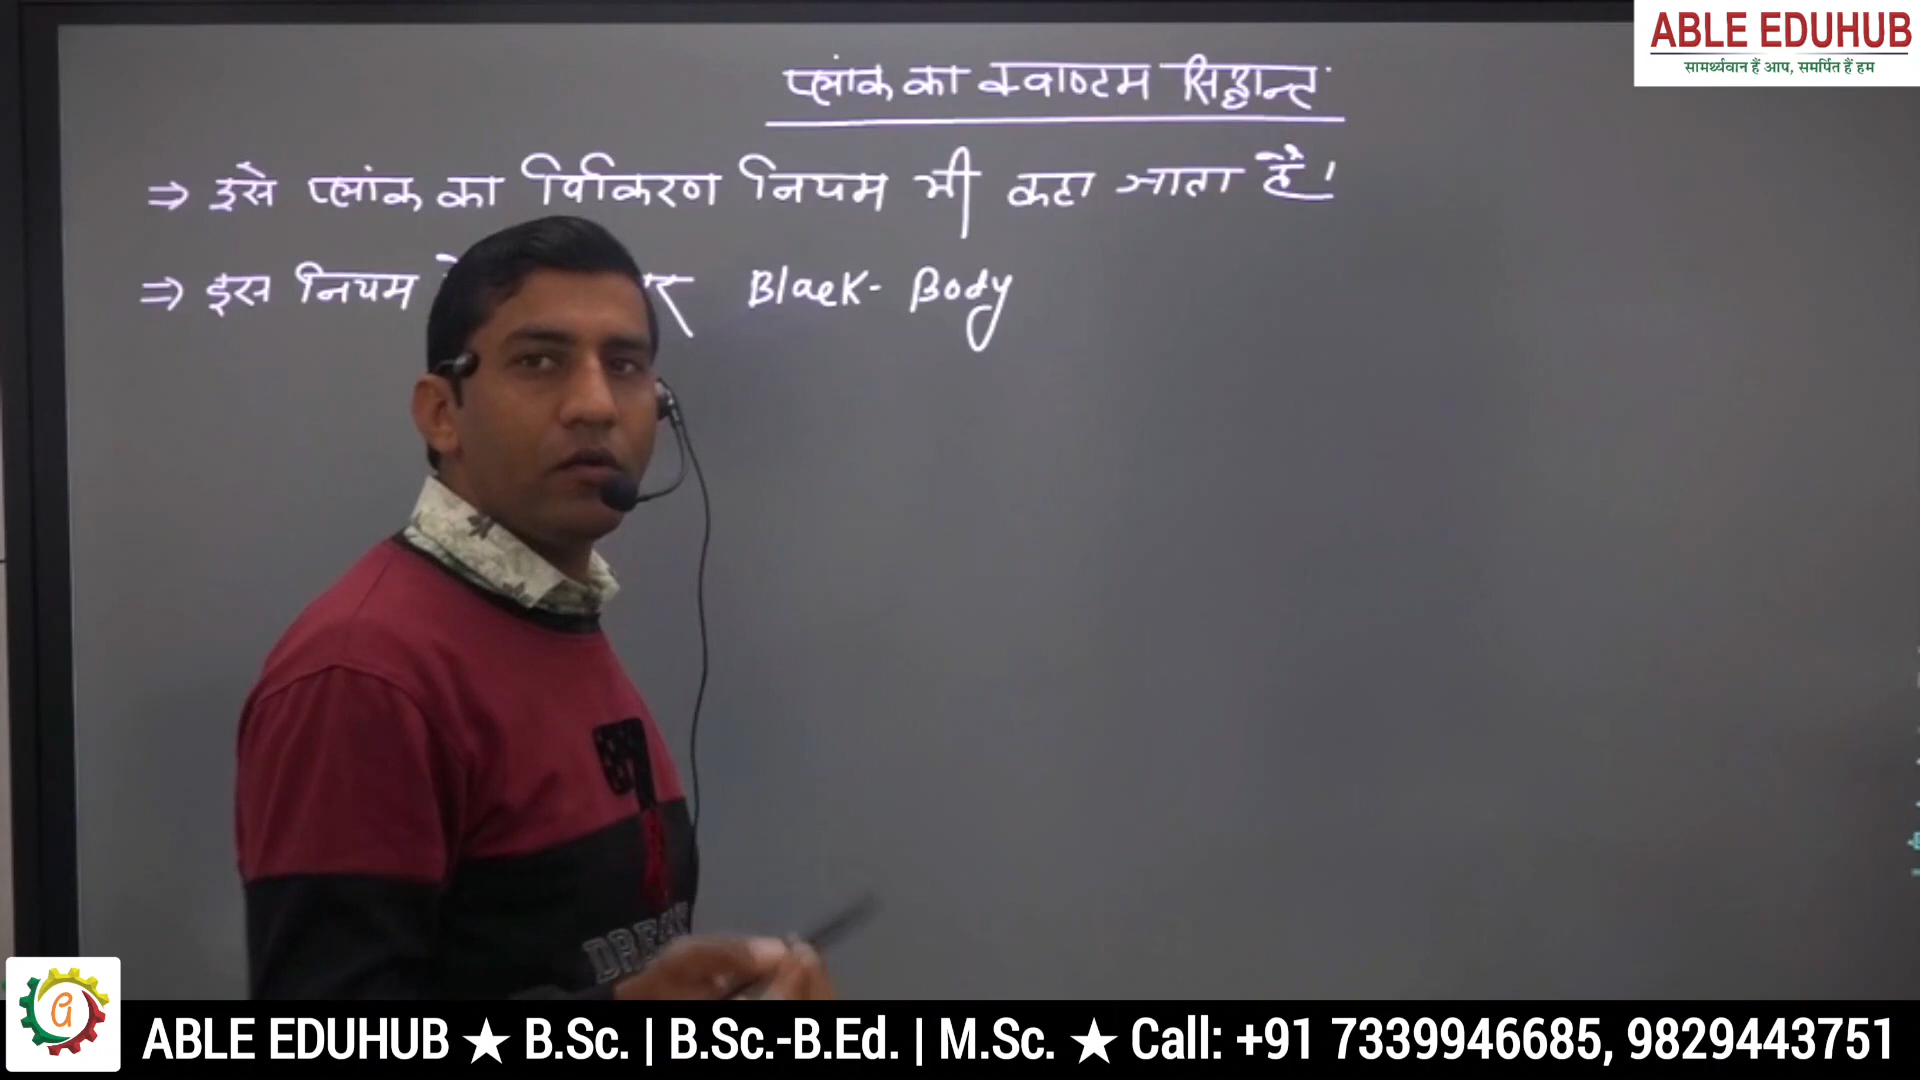 ABLE EDUHUB
सामर्थ्यवान हैं आप, समर्पित हैं हम
प्लांक का क्वाण्टम सिद्धान्त
⇒ इसे प्लांक का विकिरण नियम भी कहा जाता है।
⇒ इस नियम Black-Body
G
ABLE EDUHUB ★ B.Sc. | B.Sc.-B.Ed. | M.Sc. ★ Call: +91 7339946685, 9829443751